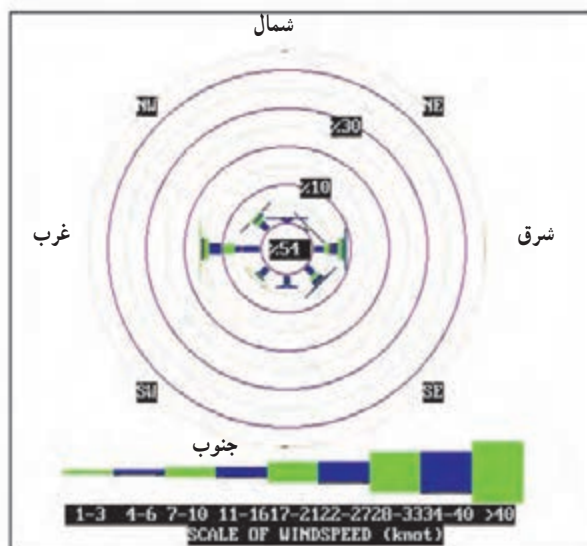 شمال
NW NE
%30
%10
غرب %54 شرق
SW SE
جنوب
1-3 4-6 7-10 11-16 17-21 22-27 28-33 34-40 >40
SCALE OF WINDSPEED (knot)